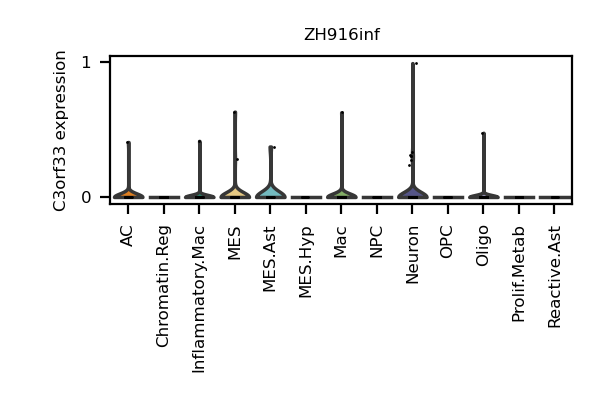 ZH916inf
C3orf33 expression
1
0
AC
Chromatin.Reg
Inflammatory.Mac
MES
MES.Ast
MES.Hyp
Mac
NPC
Neuron
OPC
Oligo
Prolif.Metab
Reactive.Ast